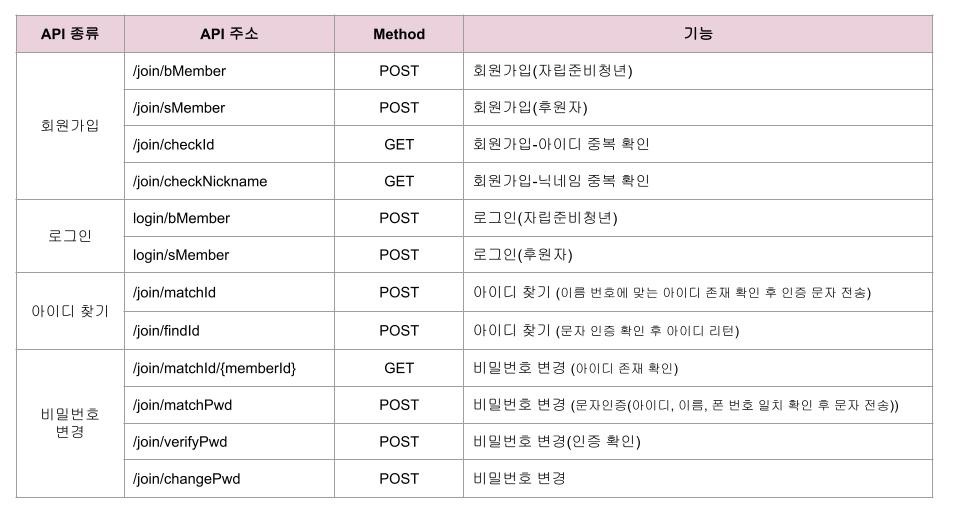 API 종류 API 주소 Method 기능
회원가입 /join/bMember POST 회원가입(자립준비청년)
/join/sMember POST 회원가입(후원자)
/join/checkId GET 회원가입-아이디 중복 확인
/join/checkNickname GET 회원가입-닉네임 중복 확인
로그인 login/bMember POST 로그인(자립준비청년)
login/sMember POST 로그인(후원자)
아이디 찾기 /join/matchId POST 아이디 찾기 (이름 번호에 맞는 아이디 존재 확인 후 인증 문자 전송)
/join/findId POST 아이디 찾기 (문자 인증 확인 후 아이디 리턴)
비밀번호
변경 /join/matchId/{memberId} GET 비밀번호 변경 (아이디 존재 확인)
/join/matchPwd POST 비밀번호 변경 (문자인증(아이디, 이름, 폰 번호 일치 확인 후 문자 전송))
/join/verifyPwd POST 비밀번호 변경(인증 확인)
/join/changePwd POST 비밀번호 변경